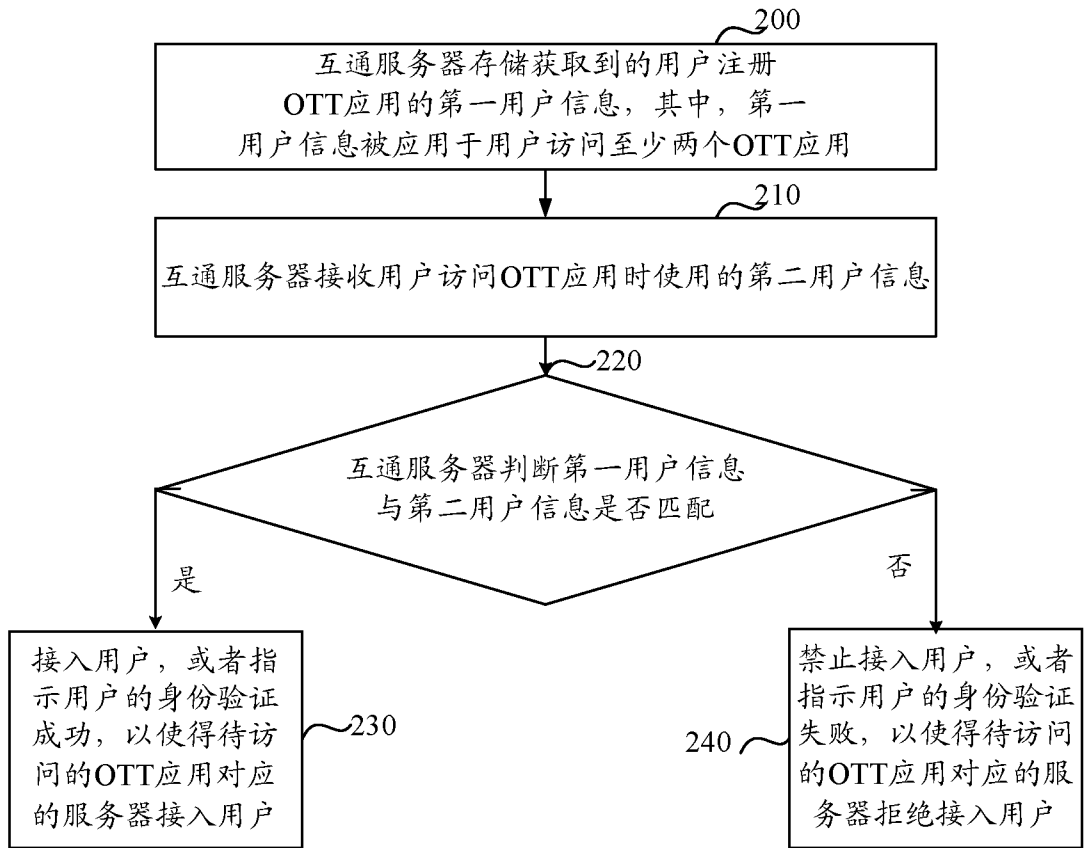 200
互通服务器存储获取到的用户注册
OTT应用的第一用户信息，其中，第一
用户信息被应用于用户访问至少两个OTT应用
210
互通服务器接收用户访问OTT应用时使用的第二用户信息
220
互通服务器判断第一用户信息
与第二用户信息是否匹配
是
否
接入用户，或者指
示用户的身份验证
成功，以使得待访
问的OTT应用对应
的服务器接入用户
230
240
禁止接入用户，或者
指示用户的身份验证
失败，以使得待访问
的OTT应用对应的服
务器拒绝接入用户